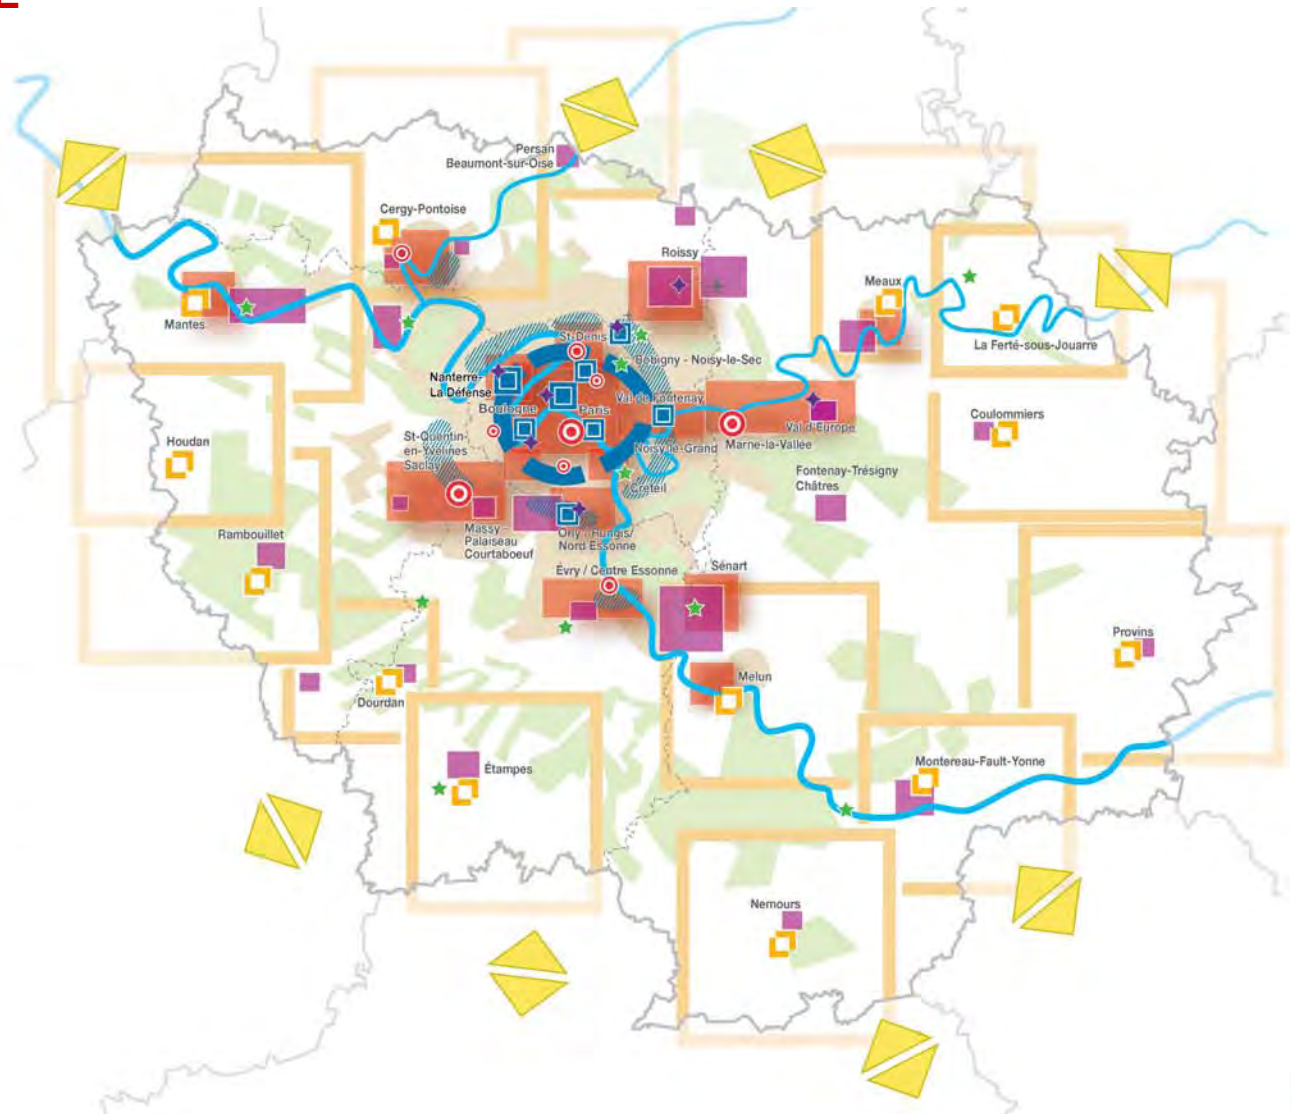 Persan
Beaumont-sur-Oise
Cergy-Pontoise
Roissy
Meaux
Mantes
La Ferté-sous-Jouarre
St-Denis
Bobigny - Noisy-le-Sec
Nanterre-
La Défense
Val de Fontenay
Boulogne
Paris
Val d'Europe
Coulommiers
Houdan
St-Quentin-
en-Yvelines
Saclay
Marne-la-Vallée
Noisy-le-Grand
Fontenay-Trésigny
Châtres
Créteil
Rambouillet
Massy -
Palaiseau
Courtaboeuf
Orly / Rungis/
Nord Essonne
Évry / Centre Essonne
Sénart
Provins
Melun
Dourdan
Étampes
Montereau-Fault-Yonne
Nemours